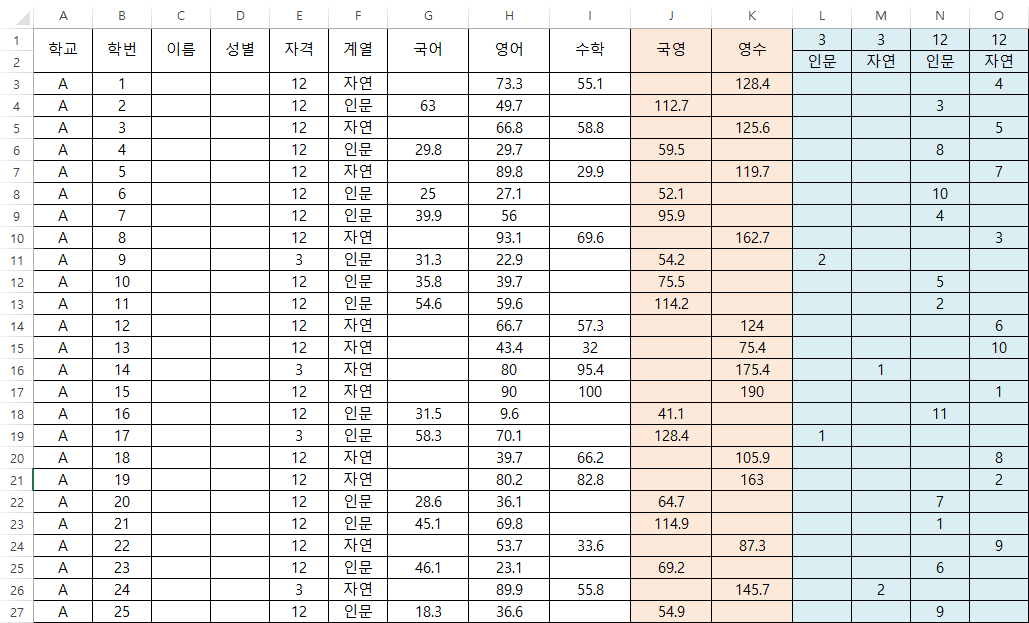 A B C D E F G H I J K L M N O
1 학교 학번 이름 성별 자격 계열 국어 영어 수학 국영 영수 3 3 12 12
2 인문 자연 인문 자연
3 A 1 12 자연 73.3 55.1 128.4 4
4 A 2 12 인문 63 49.7 112.7 3
5 A 3 12 자연 66.8 58.8 125.6 5
6 A 4 12 인문 29.8 29.7 59.5 8
7 A 5 12 자연 89.8 29.9 119.7 7
8 A 6 12 인문 25 27.1 52.1 10
9 A 7 12 인문 39.9 56 95.9 4
10 A 8 12 자연 93.1 69.6 162.7 3
11 A 9 3 인문 31.3 22.9 54.2 2
12 A 10 12 인문 35.8 39.7 75.5 5
13 A 11 12 인문 54.6 59.6 114.2 2
14 A 12 12 자연 66.7 57.3 124 6
15 A 13 12 자연 43.4 32 75.4 10
16 A 14 3 자연 80 95.4 175.4 1
17 A 15 12 자연 90 100 190 1
18 A 16 12 인문 31.5 9.6 41.1 11
19 A 17 3 인문 58.3 70.1 128.4 1
20 A 18 12 자연 39.7 66.2 105.9 8
21 A 19 12 자연 80.2 82.8 163 2
22 A 20 12 인문 28.6 36.1 64.7 7
23 A 21 12 인문 45.1 69.8 114.9 1
24 A 22 12 자연 53.7 33.6 87.3 9
25 A 23 12 인문 46.1 23.1 69.2 6
26 A 24 3 자연 89.9 55.8 145.7 2
27 A 25 12 인문 18.3 36.6 54.9 9